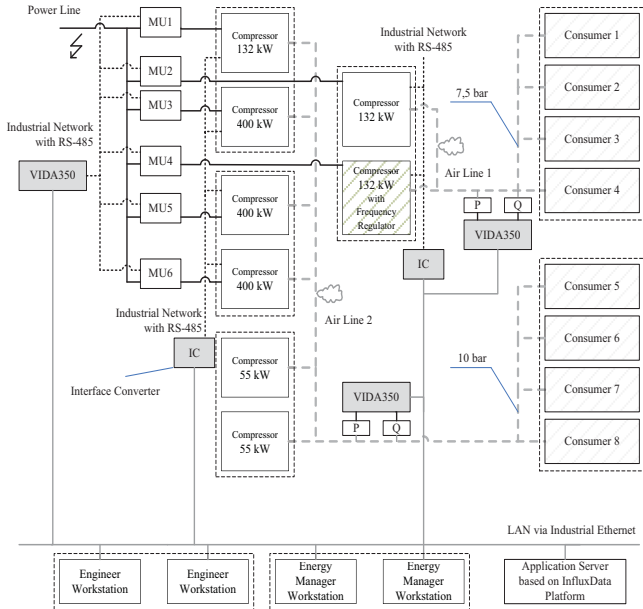 Power Line
MU1
MU2
MU3
MU4
MU5
MU6
Industrial Network
with RS-485
VIDA350
Compressor
132 kW
Compressor
400 kW
Compressor
400 kW
Compressor
400 kW
Industrial Network
with RS-485
IC
Interface Converter
Compressor
55 kW
Compressor
55 kW
Industrial Network
with RS-485
Compressor
132 kW
Compressor
132 kW
with
Frequency
Regulator
Air Line 1
7,5 bar
P
Q
VIDA350
IC
Air Line 2
VIDA350
P
Q
10 bar
Consumer 1
Consumer 2
Consumer 3
Consumer 4
Consumer 5
Consumer 6
Consumer 7
Consumer 8
LAN via Industrial Ethernet
Engineer
Workstation
Engineer
Workstation
Energy
Manager
Workstation
Energy
Manager
Workstation
Application Server
based on InfluxData
Platform